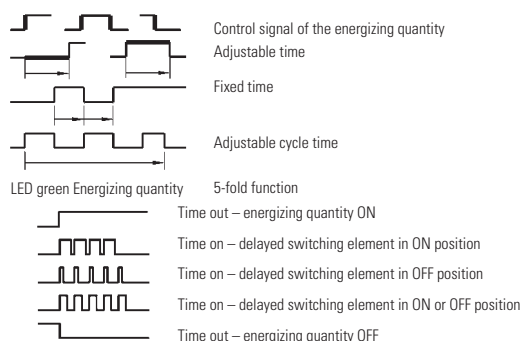 Control signal of the energizing quantity
Adjustable time
Fixed time
Adjustable cycle time
LED green Energizing quantity 5-fold function
Time out – energizing quantity ON
Time on – delayed switching element in ON position
Time on – delayed switching element in OFF position
Time on – delayed switching element in ON or OFF position
Time out – energizing quantity OFF